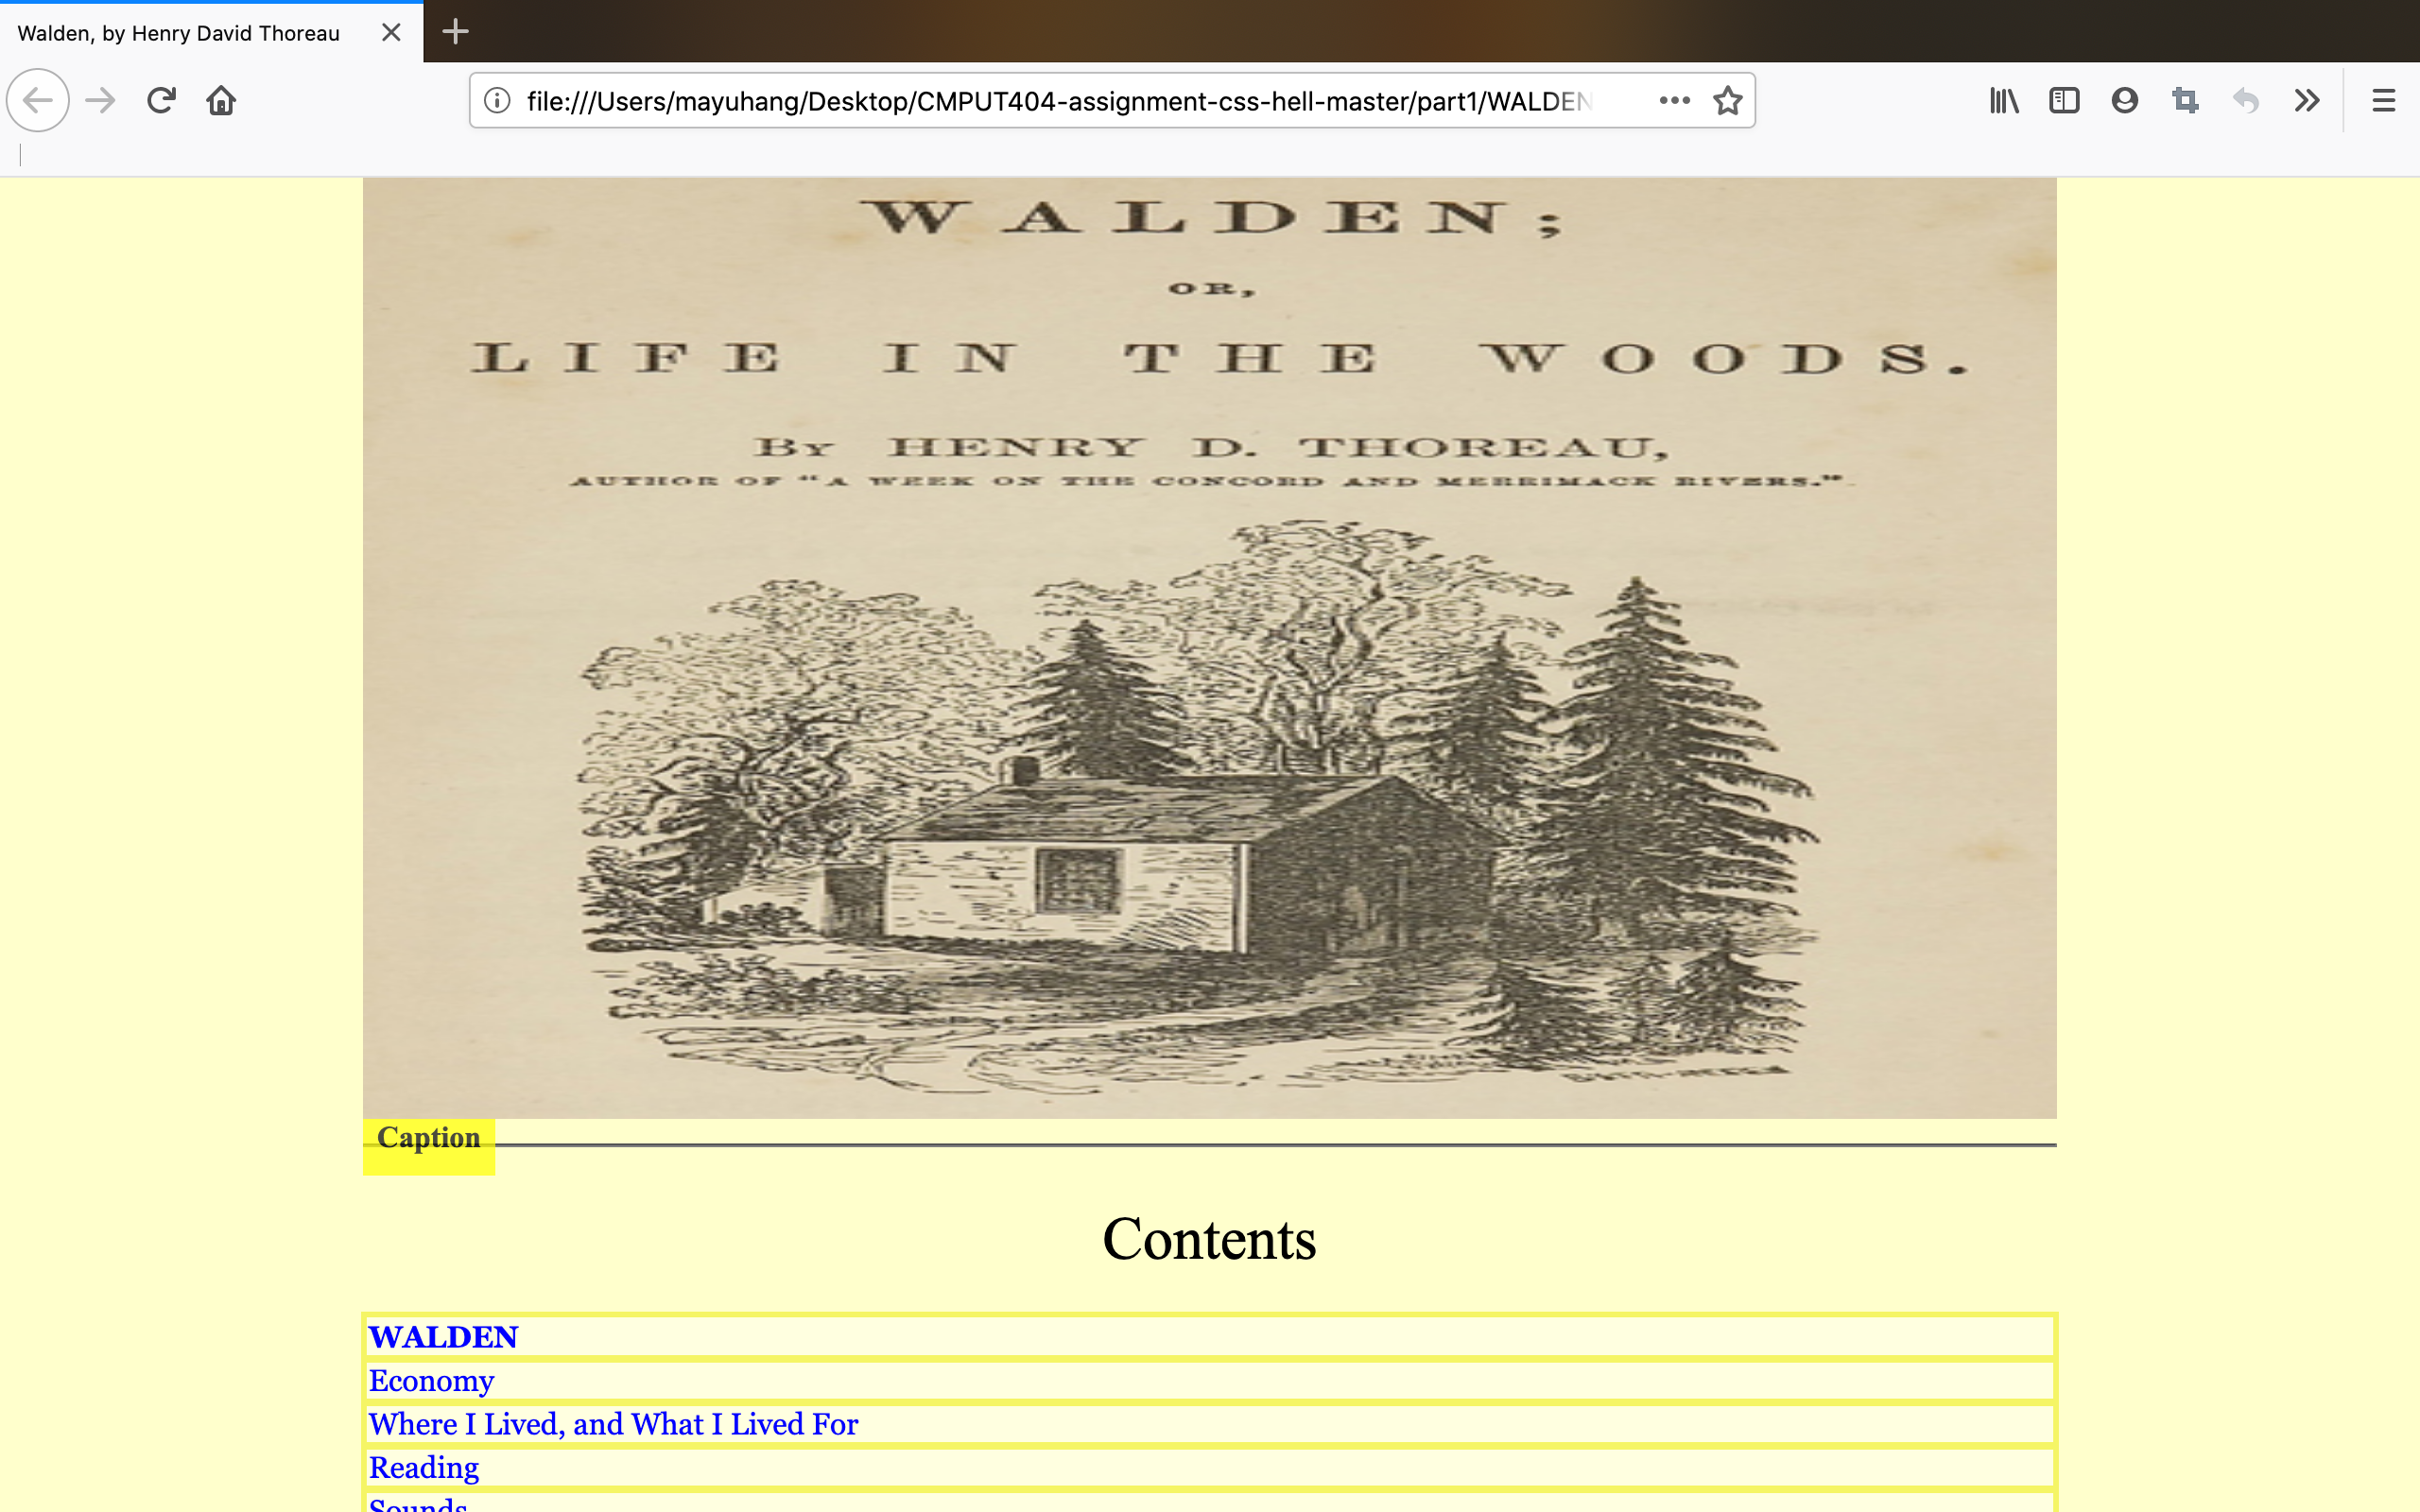 Walden, by Henry David Thoreau
file:///Users/mayuhang/Desktop/CMPUT404-assignment-css-hell-master/part1/WALDEN
WALDEN;
OR,
LIFE IN THE WOODS.
By HENRY D. THOREAU,
AUTHOR OF "A WEEK ON THE CONCORD AND MERRIMACK RIVERS."
Caption
Contents
WALDEN
Economy
Where I Lived, and What I Lived For
Reading
Sounds